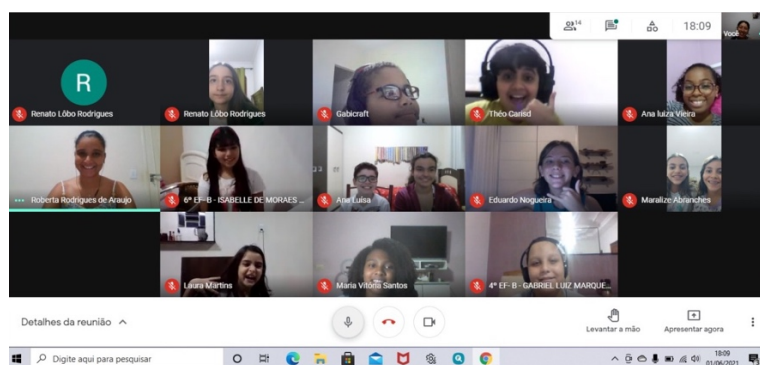 14
18:09
Você
R
Renato Lôbo Rodrigues
Renato Lôbo Rodrigues
Gabicraft
Théo Carisd
Ana luiza Vieira
Roberta Rodrigues de Araujo
6º EF- B - ISABELLE DE MORAES ...
Ana Luisa
Eduardo Nogueira
Maralize Abranches
Laura Martins
Maria Vitória Santos
4º EF- B - GABRIEL LUIZ MARQUE...
Detalhes da reunião
Levantar a mão
Apresentar agora
Digite aqui para pesquisar
18:09
01/06/2021